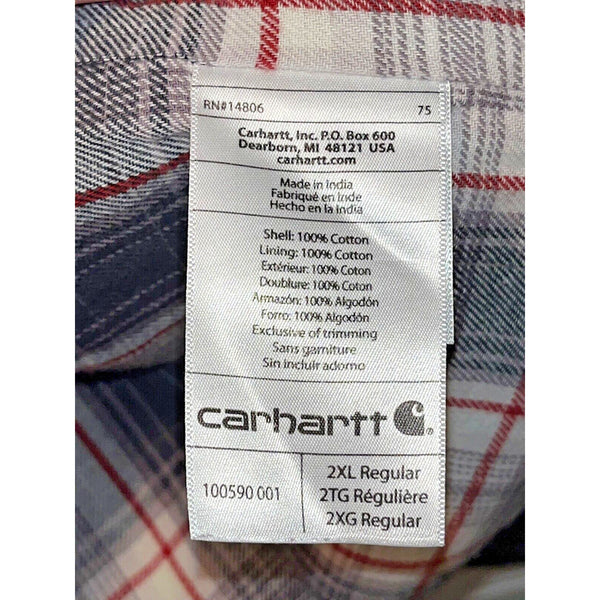 RN#14806 75
Carhartt, Inc. P.O. Box 600
Dearborn, MI 48121 USA
carhartt.com
Made in India
Fabriqué en Inde
Hecho en la India
Shell: 100% Cotton
Lining: 100% Cotton
Extérieur: 100% Coton
Doublure: 100% Coton
Armazón: 100% Algodón
Forro: 100% Algodón
Exclusive of trimming
Sans garniture
Sin incluir adorno
carhartt
100590 001
2XL Regular
2TG Régulière
2XG Regular